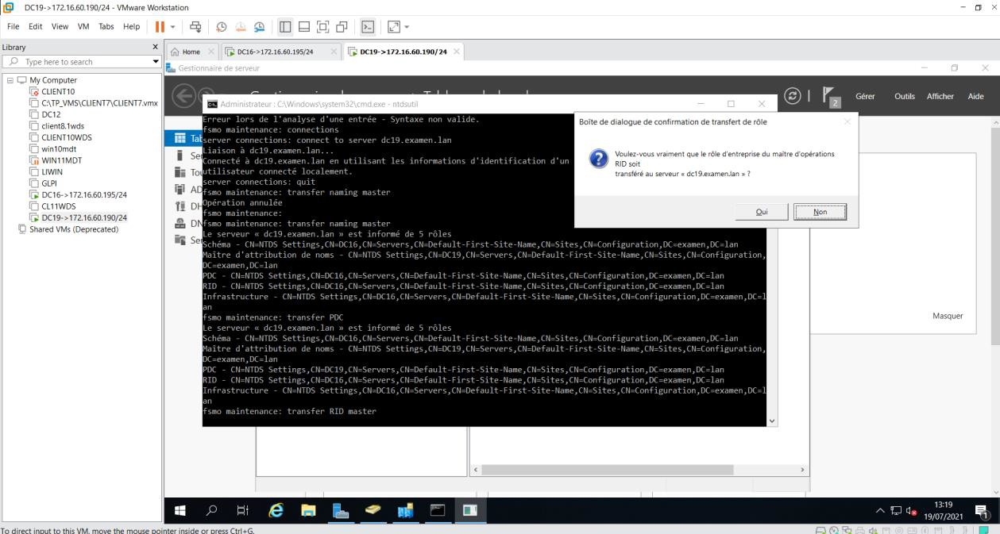 DC19->172.16.60.190/24 - VMware Workstation
File Edit View VM Tabs Help
Library
Type here to search
My Computer
CLIENT10
C:\TP_VMS\CLIENT7\CLIENT7.vmx
DC12
client8.1wds
CLIENT10WDS
win10mdt
WIN11MDT
LIWIN
GLPI
DC16->172.16.60.195/24
CL11WDS
DC19->172.16.60.190/24
Shared VMs (Deprecated)
Home DC16->172.16.60.195/24 DC19->172.16.60.190/24
Gestionnaire de serveur
2 Gérer Outils Afficher Aide
Masquer
Administrateur : C:\Windows\system32\cmd.exe - ntdsutil
Erreur lors de l'analyse d'une entrée - Syntaxe non valide.
fsmo maintenance: connections
server connections: connect to server dc19.examen.lan
Liaison à dc19.examen.lan...
Connecté à dc19.examen.lan en utilisant les informations d'identification d'un
utilisateur connecté localement.
server connections: quit
fsmo maintenance: transfer naming master
Opération annulée
fsmo maintenance:
fsmo maintenance: transfer naming master
Le serveur « dc19.examen.lan » est informé de 5 rôles
Schéma - CN=NTDS Settings,CN=DC16,CN=Servers,CN=Default-First-Site-Name,CN=Sites,CN=Configuration,DC=examen,DC=lan
Maître d'attribution de noms - CN=NTDS Settings,CN=DC19,CN=Servers,CN=Default-First-Site-Name,CN=Sites,CN=Configuration,
DC=examen,DC=lan
PDC - CN=NTDS Settings,CN=DC16,CN=Servers,CN=Default-First-Site-Name,CN=Sites,CN=Configuration,DC=examen,DC=lan
RID - CN=NTDS Settings,CN=DC16,CN=Servers,CN=Default-First-Site-Name,CN=Sites,CN=Configuration,DC=examen,DC=lan
Infrastructure - CN=NTDS Settings,CN=DC16,CN=Servers,CN=Default-First-Site-Name,CN=Sites,CN=Configuration,DC=examen,DC=l
an
fsmo maintenance: transfer PDC
Le serveur « dc19.examen.lan » est informé de 5 rôles
Schéma - CN=NTDS Settings,CN=DC16,CN=Servers,CN=Default-First-Site-Name,CN=Sites,CN=Configuration,DC=examen,DC=lan
Maître d'attribution de noms - CN=NTDS Settings,CN=DC19,CN=Servers,CN=Default-First-Site-Name,CN=Sites,CN=Configuration,
DC=examen,DC=lan
PDC - CN=NTDS Settings,CN=DC19,CN=Servers,CN=Default-First-Site-Name,CN=Sites,CN=Configuration,DC=examen,DC=lan
RID - CN=NTDS Settings,CN=DC16,CN=Servers,CN=Default-First-Site-Name,CN=Sites,CN=Configuration,DC=examen,DC=lan
Infrastructure - CN=NTDS Settings,CN=DC16,CN=Servers,CN=Default-First-Site-Name,CN=Sites,CN=Configuration,DC=examen,DC=l
an
fsmo maintenance: transfer RID master
Boîte de dialogue de confirmation de transfert de rôle
Voulez-vous vraiment que le rôle d'entreprise du maître d'opérations
RID soit
transféré au serveur « dc19.examen.lan » ?
Oui Non
13:19
19/07/2021
1
To direct input to this VM, move the mouse pointer inside or press Ctrl+G.